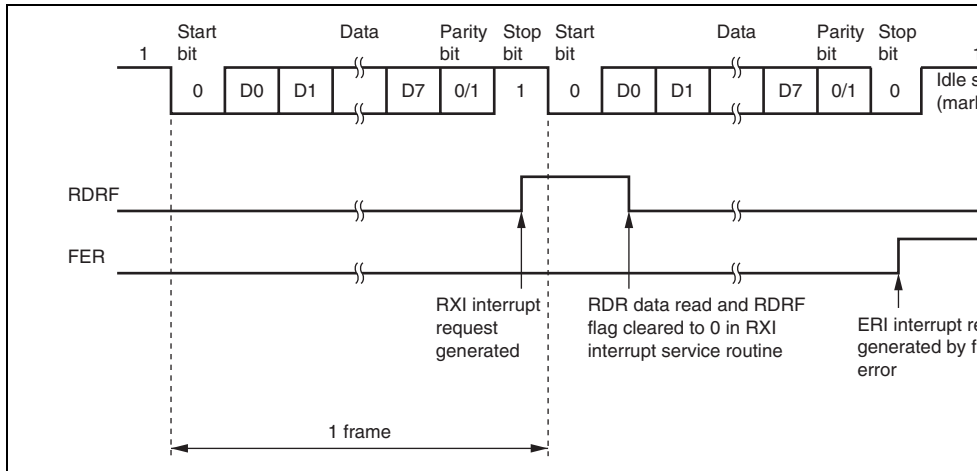 1
Start bit
Data
Parity bit
Stop bit
Start bit
Data
Parity bit
Stop bit
0 D0 D1 D7 0/1 1 0 D0 D1 D7 0/1 0
Idle
RDRF
FER
RXI interrupt
request
generated
RDR data read and RDRF
flag cleared to 0 in RXI
interrupt service routine
ERI interrupt
generated by
error
1 frame